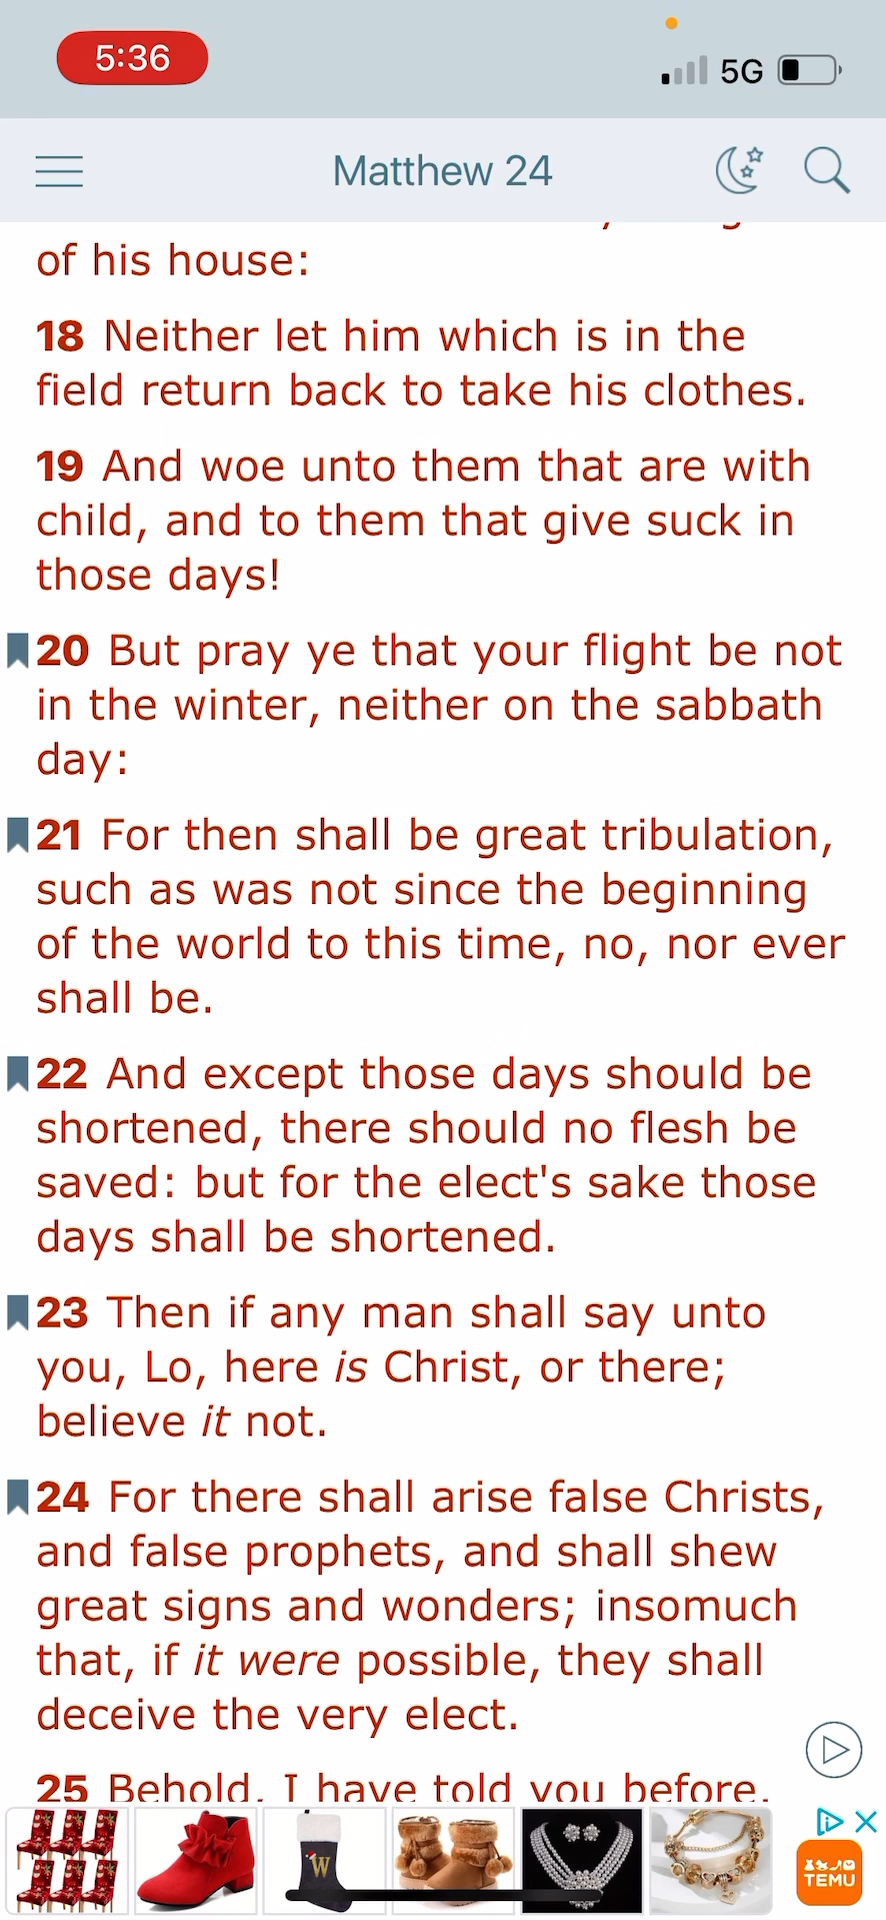 5:36
5G
Matthew 24
of his house:
18 Neither let him which is in the
field return back to take his clothes.
19 And woe unto them that are with
child, and to them that give suck in
those days!
20 But pray ye that your flight be not
in the winter, neither on the sabbath
day:
21 For then shall be great tribulation,
such as was not since the beginning
of the world to this time, no, nor ever
shall be.
22 And except those days should be
shortened, there should no flesh be
saved: but for the elect's sake those
days shall be shortened.
23 Then if any man shall say unto
you, Lo, here is Christ, or there;
believe it not.
24 For there shall arise false Christs,
and false prophets, and shall shew
great signs and wonders; insomuch
that, if it were possible, they shall
deceive the very elect.
25 Behold, I have told you before.
W
TEMU